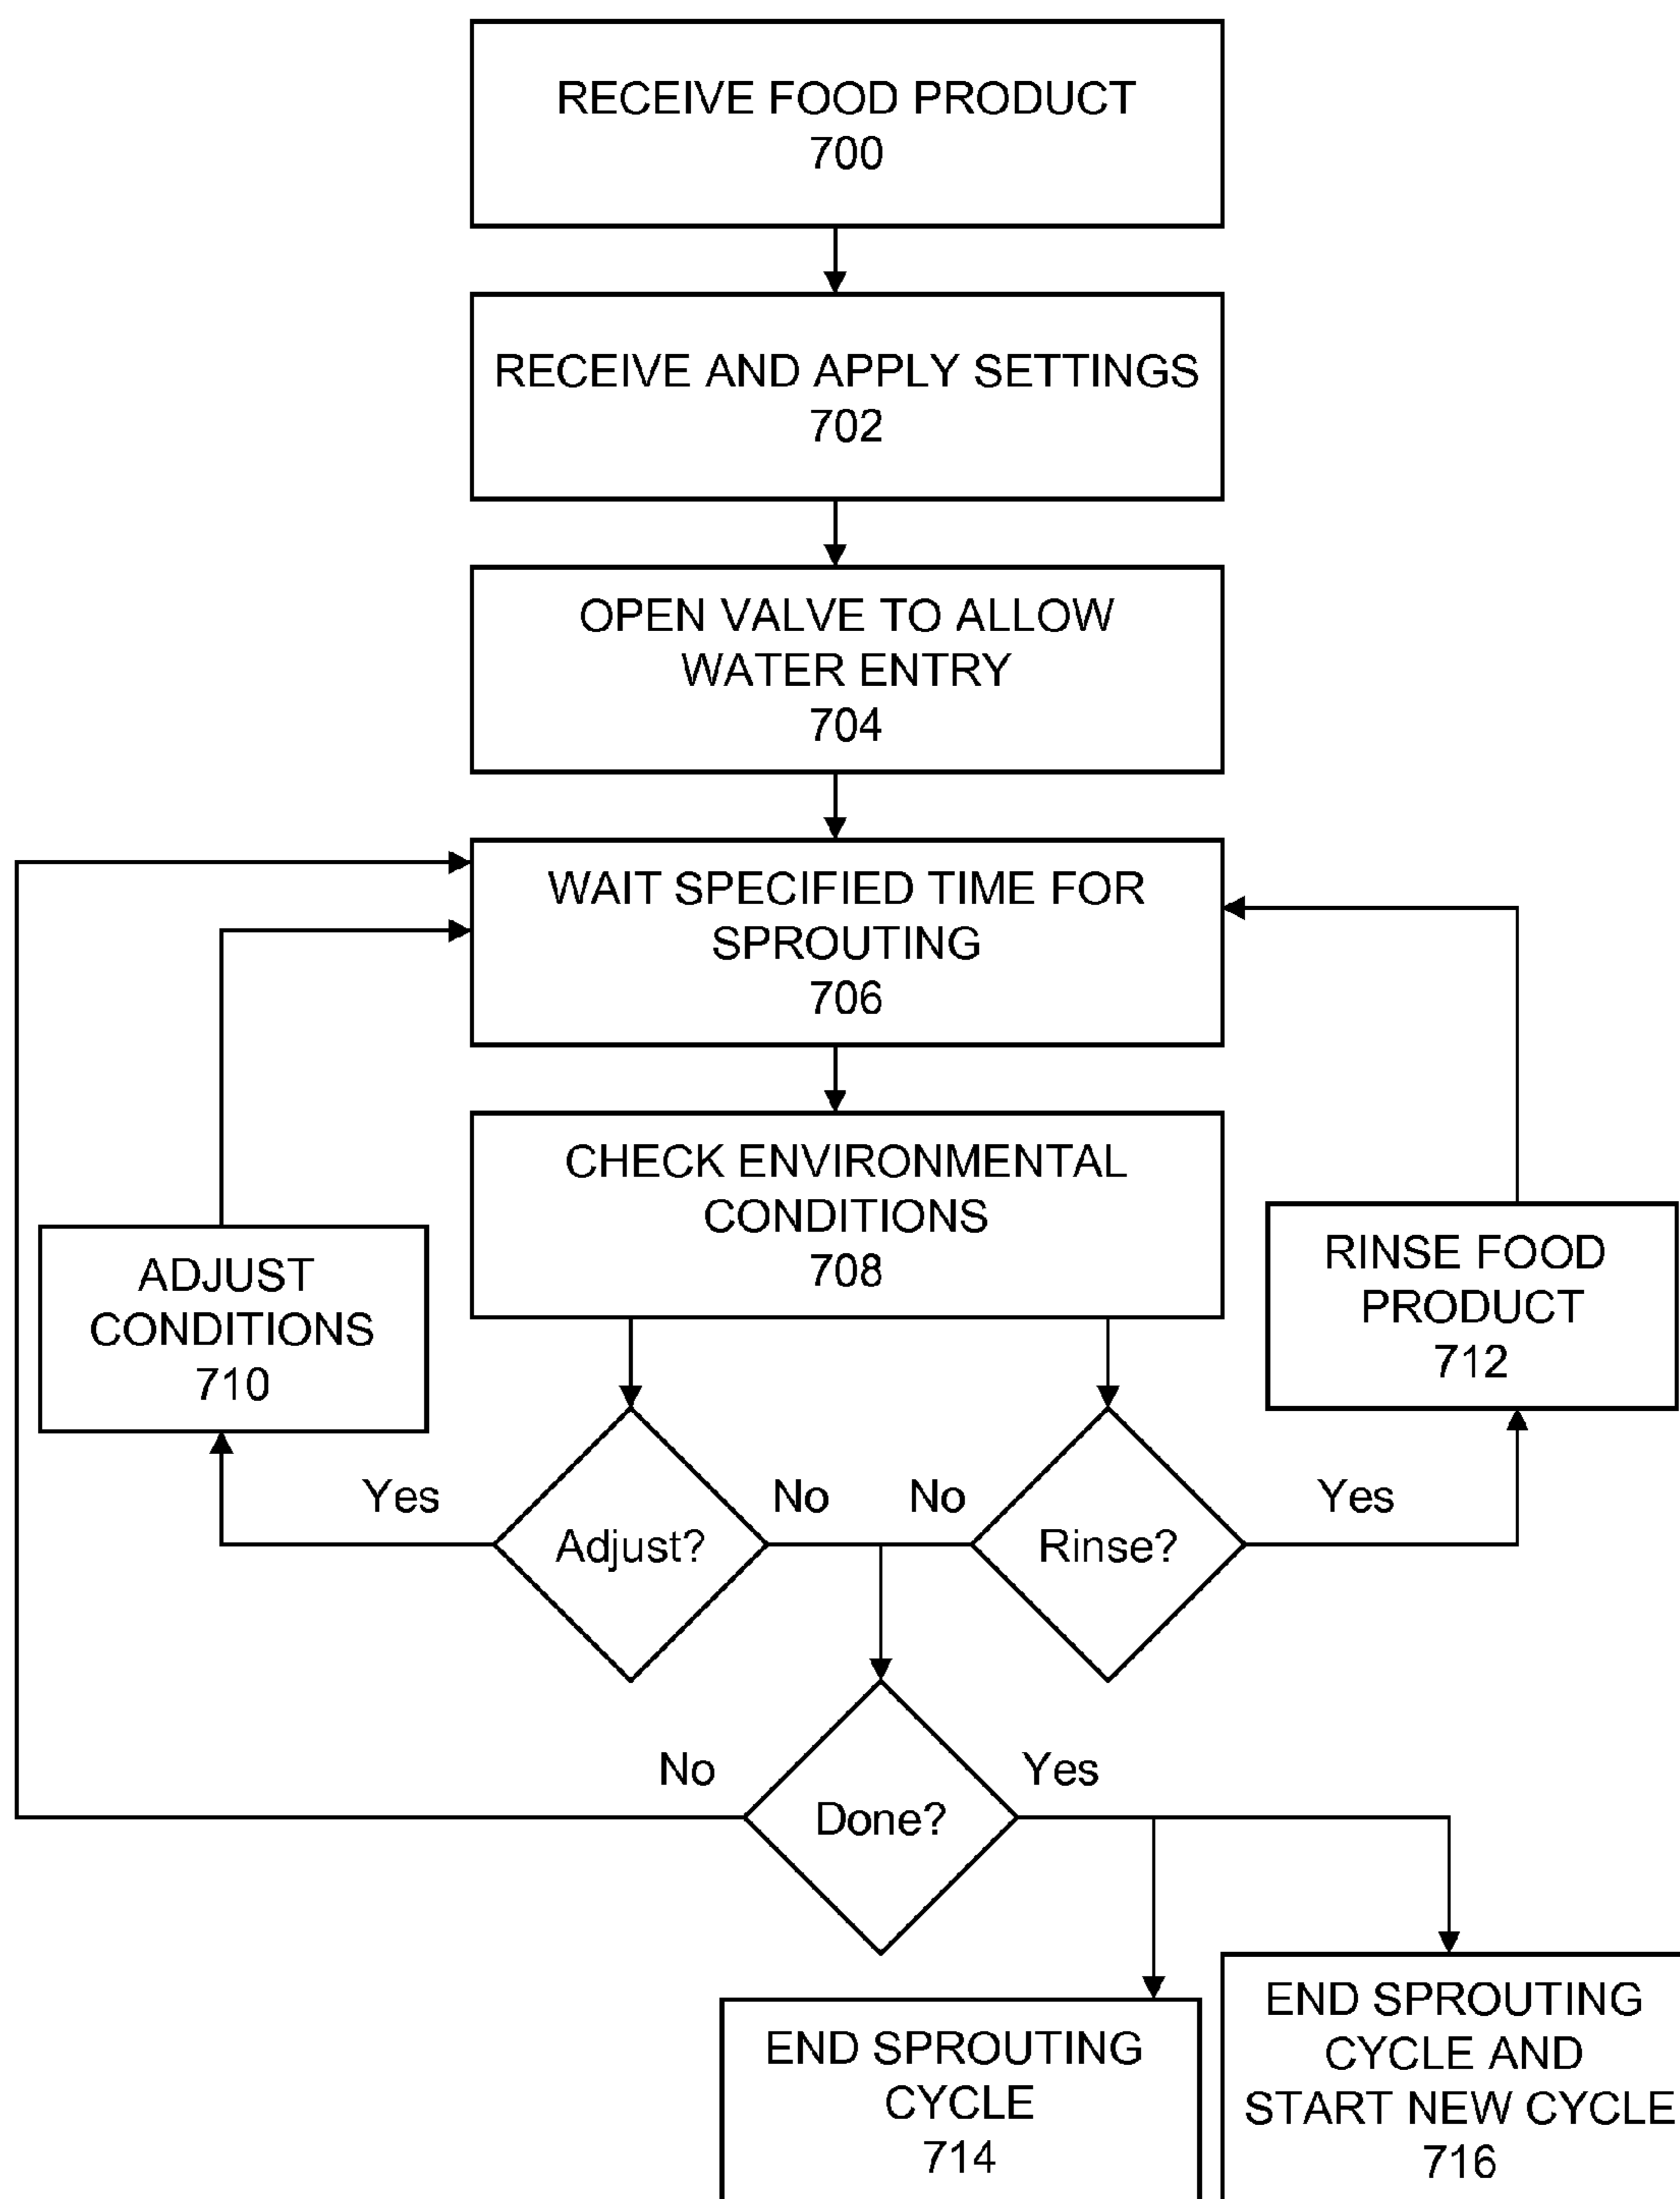 RECEIVE FOOD PRODUCT
700
RECEIVE AND APPLY SETTINGS
702
OPEN VALVE TO ALLOW
WATER ENTRY
704
WAIT SPECIFIED TIME FOR
SPROUTING
706
CHECK ENVIRONMENTAL
CONDITIONS
708
ADJUST
CONDITIONS
710
RINSE FOOD
PRODUCT
712
Yes
No
No
Yes
Adjust?
Rinse?
No
Yes
Done?
END SPROUTING
CYCLE
714
END SPROUTING
CYCLE AND
START NEW CYCLE
716